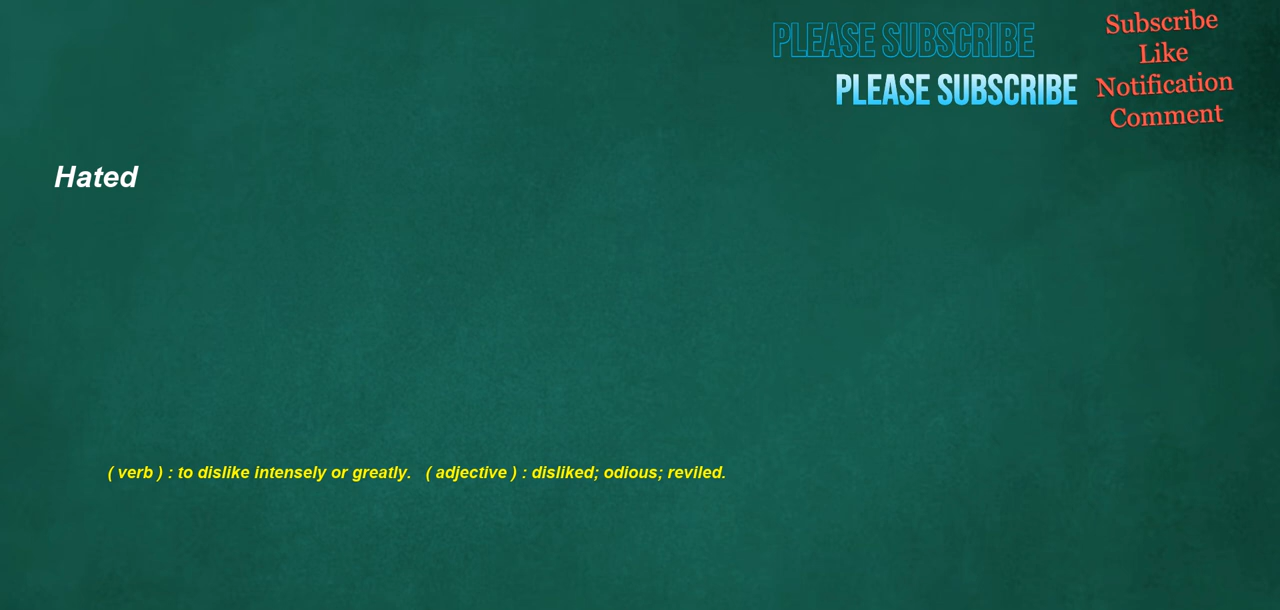 PLEASE SUBSCRIBE
PLEASE SUBSCRIBE
Subscribe
Like
Notification
Comment
Hated
( verb ) : to dislike intensely or greatly. ( adjective ) : disliked; odious; reviled.